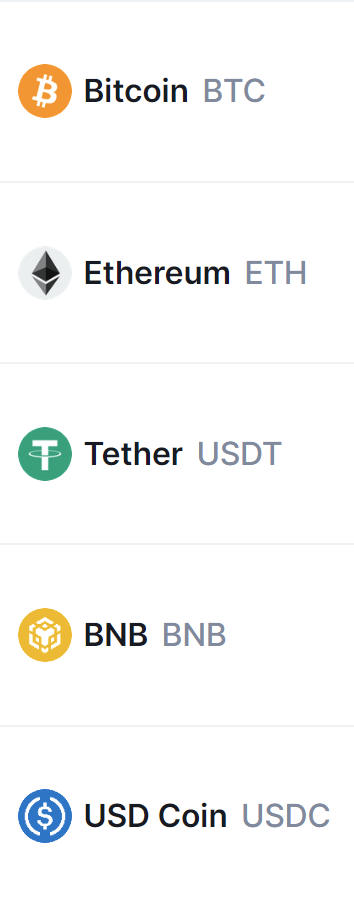 Bitcoin BTC
Ethereum ETH
Tether USDT
BNB BNB
USD Coin USDC